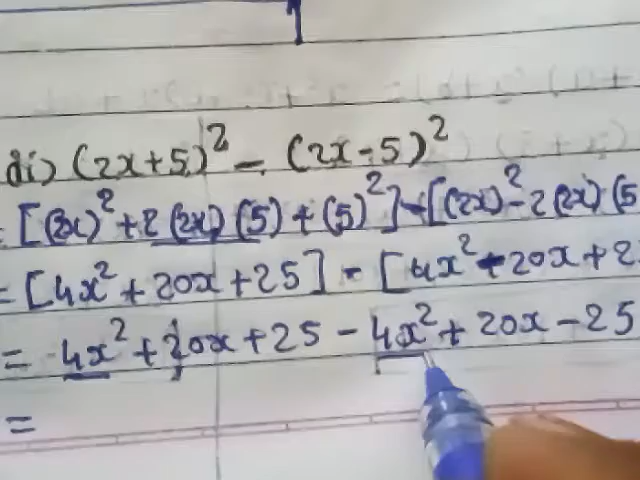 di) (2x+5)² - (2x-5)²
= [(2x)² + 2(2x)(5) + (5)²] - [(2x)² - 2(2x)(5
= [4x² + 20x + 25] - [4x² - 20x + 2
= 4x² + 20x + 25 - 4x² + 20x - 25
=